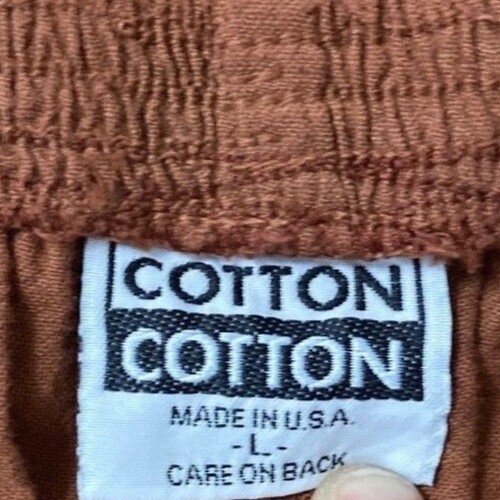 COTTON
COTTON
MADE IN U.S.A.
- L -
CARE ON BACK